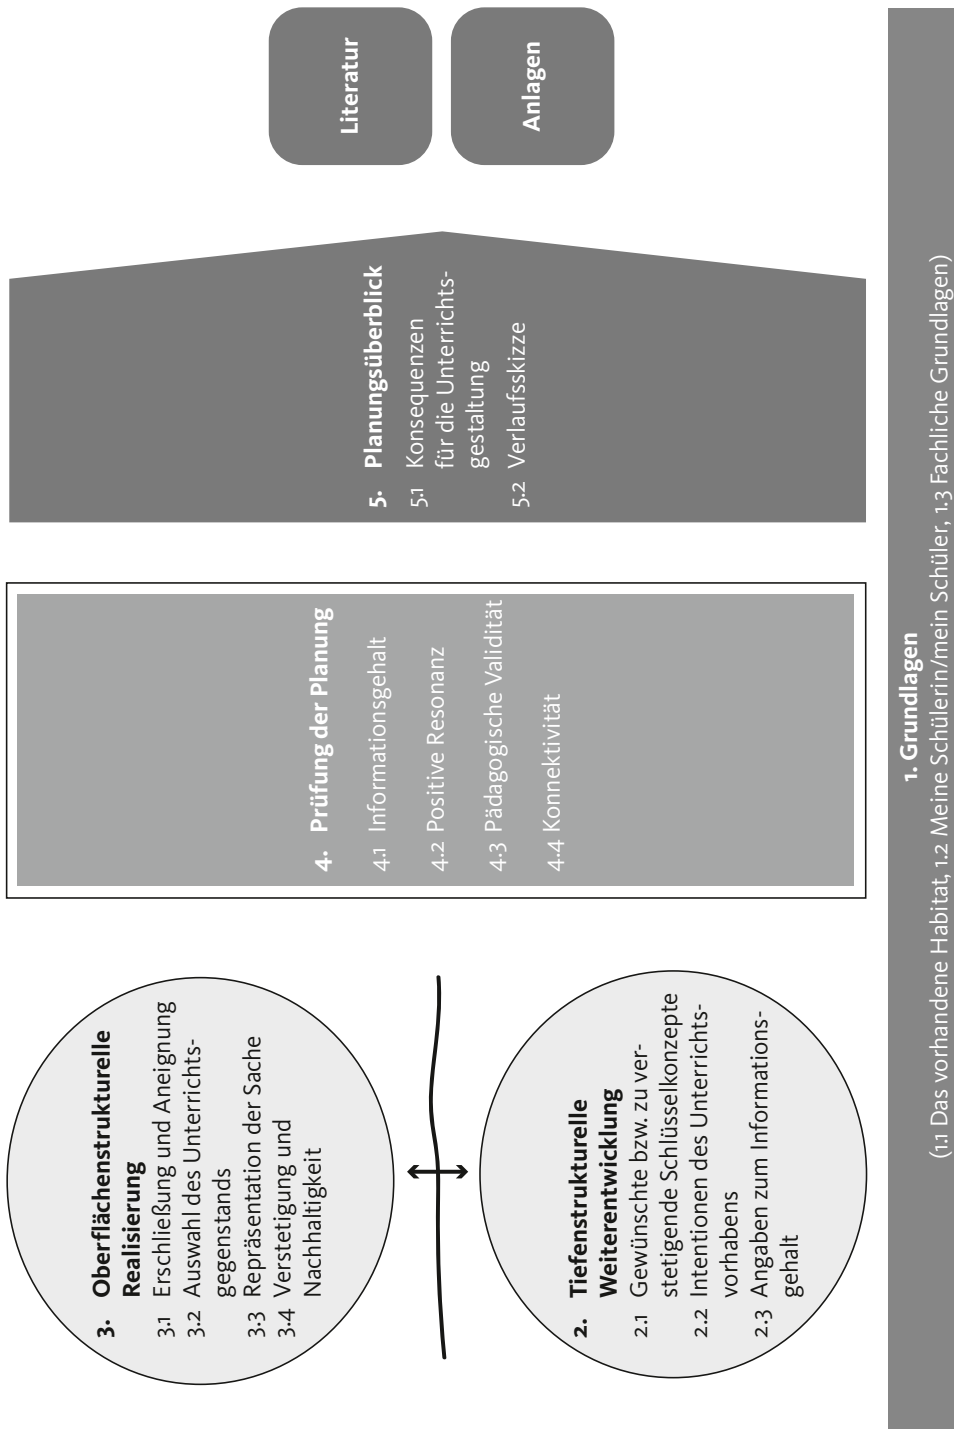 3. Oberflächenstrukturelle
Realisierung
3.1 Erschließung und Aneignung
3.2 Auswahl des Unterrichts-
gegenstands
3.3 Repräsentation der Sache
3.4 Verstetigung und
Nachhaltigkeit
2. Tiefenstrukturelle
Weiterentwicklung
2.1 Gewünschte bzw. zu ver-
stetigende Schlüsselkonzepte
2.2 Intentionen des Unterrichts-
vorhabens
2.3 Angaben zum Informations-
gehalt
4. Prüfung der Planung
4.1 Informationsgehalt
4.2 Positive Resonanz
4.3 Pädagogische Validität
4.4 Konnektivität
5. Planungsüberblick
5.1 Konsequenzen
für die Unterrichts-
gestaltung
5.2 Verlaufsskizze
Literatur
Anlagen
1. Grundlagen
(1.1 Das vorhandene Habitat, 1.2 Meine Schülerin/mein Schüler, 1.3 Fachliche Grundlagen)